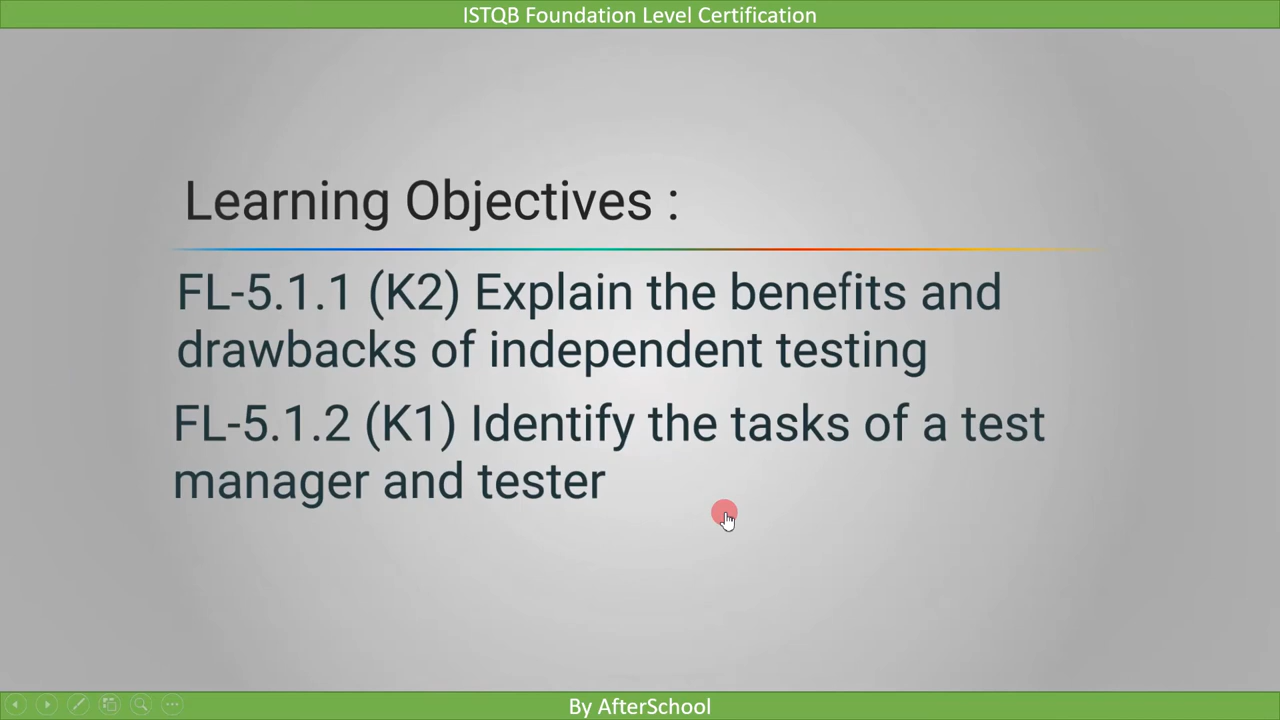 ISTQB Foundation Level Certification
Learning Objectives :
FL-5.1.1 (K2) Explain the benefits and
drawbacks of independent testing
FL-5.1.2 (K1) Identify the tasks of a test
manager and tester
By AfterSchool